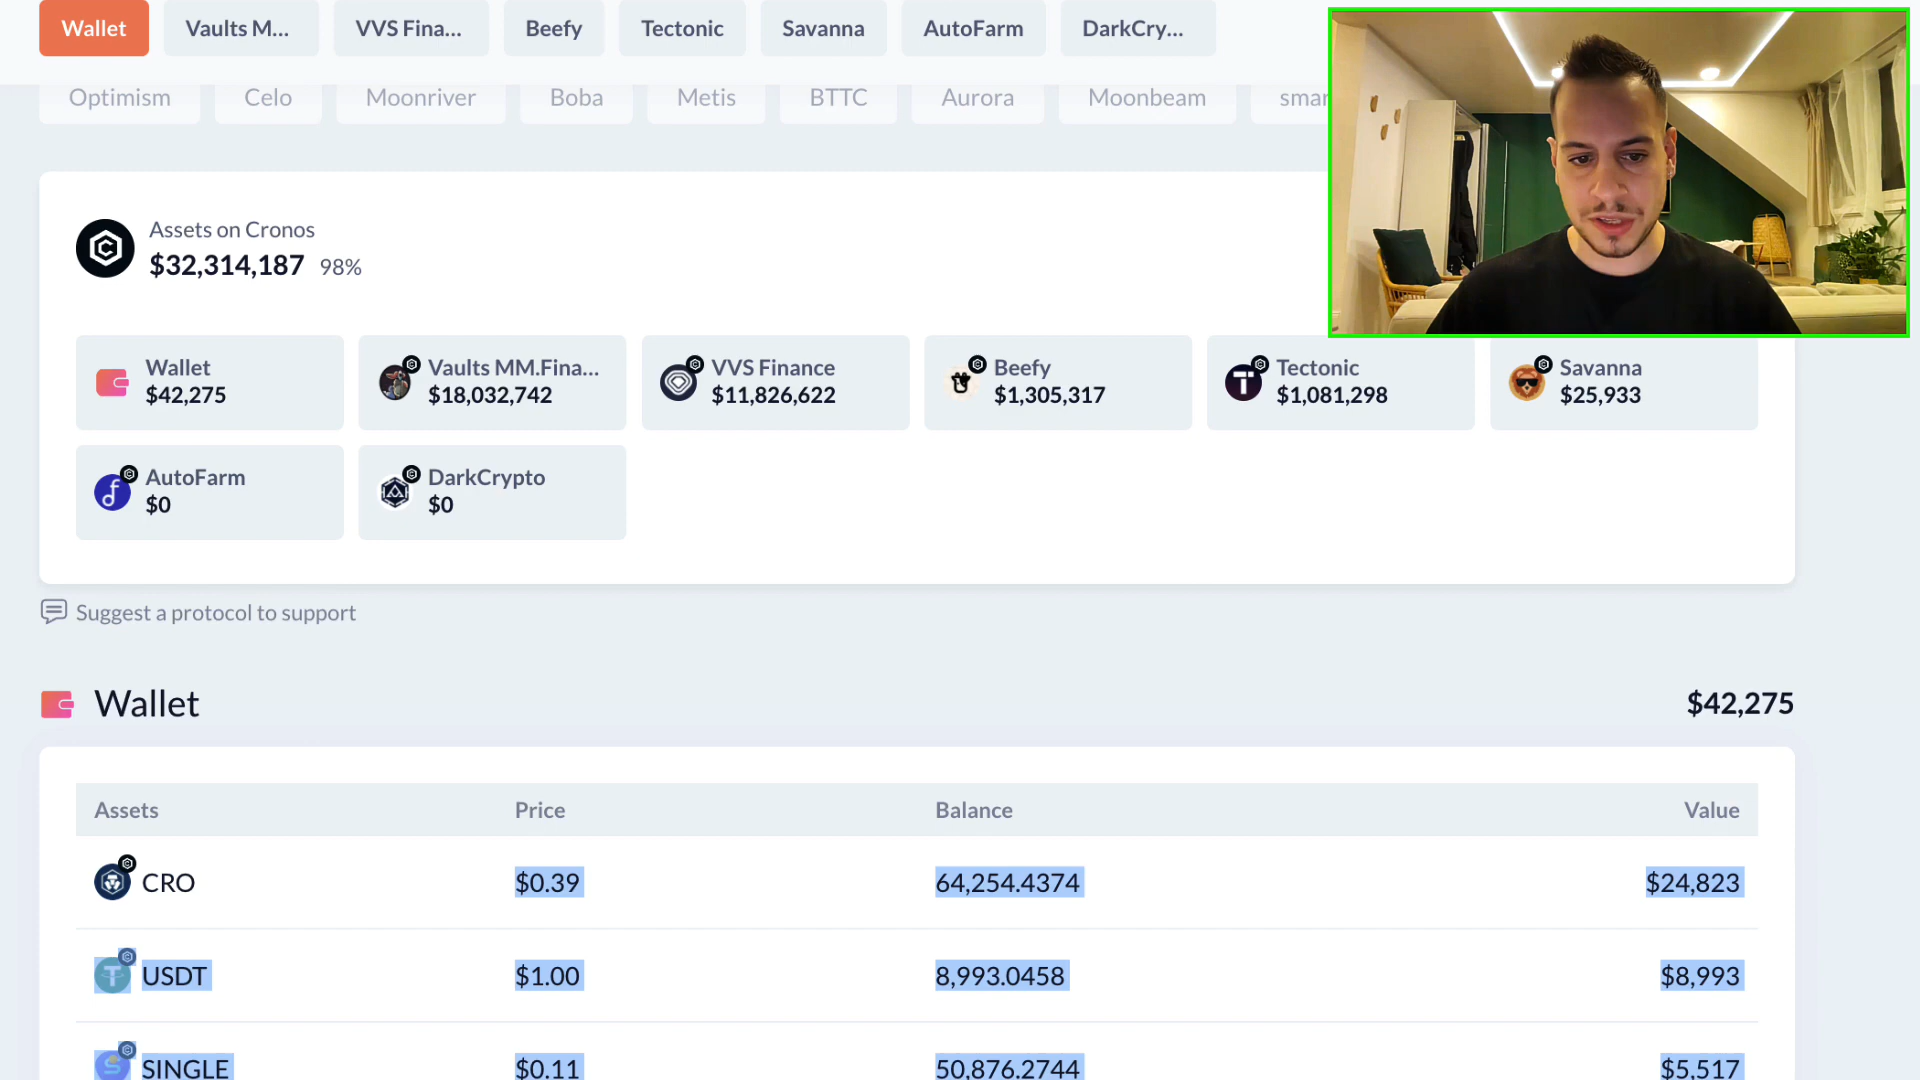 Wallet Vaults M... VVS Fina... Beefy Tectonic Savanna AutoFarm DarkCry...
Optimism Celo Moonriver Boba Metis BTTC Aurora Moonbeam smar
Assets on Cronos
$32,314,187 98%
Wallet
$42,275
Vaults MM.Fina...
$18,032,742
VVS Finance
$11,826,622
Beefy
$1,305,317
Tectonic
$1,081,298
Savanna
$25,933
AutoFarm
$0
DarkCrypto
$0
Suggest a protocol to support
Wallet $42,275
Assets Price Balance Value
CRO $0.39 64,254.4374 $24,823
USDT $1.00 8,993.0458 $8,993
SINGLE $0.11 50,876.2744 $5,517